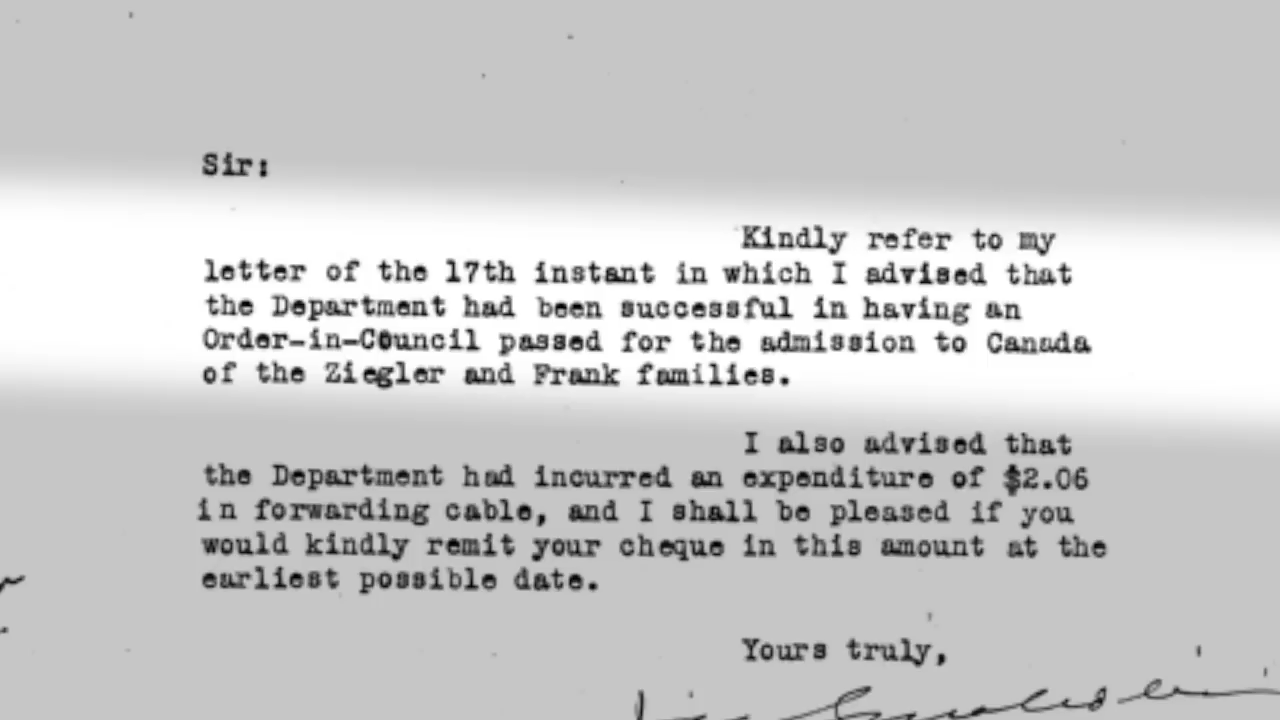 Sir:
Kindly refer to my
letter of the 17th instant in which I advised that
the Department had been successful in having an
Order-in-Council passed for the admission to Canada
of the Ziegler and Frank families.
I also advised that
the Department had incurred an expenditure of $2.06
in forwarding cable, and I shall be pleased if you
would kindly remit your cheque in this amount at the
earliest possible date.
Yours truly,